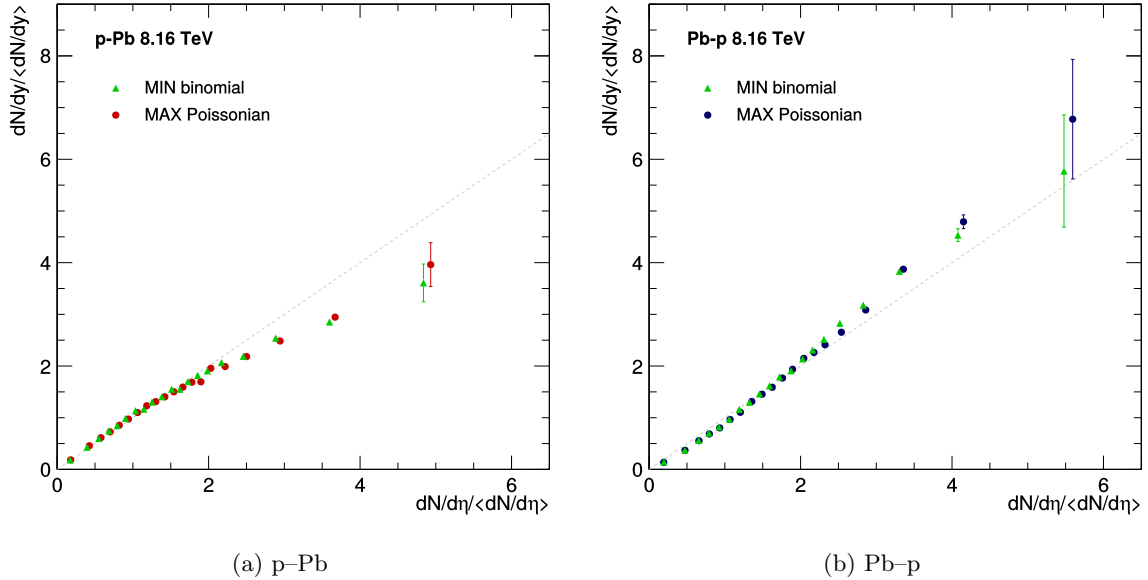 dN/dy/<dN/dy>
p-Pb 8.16 TeV
MIN binomial
MAX Poissonian
8
6
4
2
0
0 2 4 6
dN/dη/<dN/dη>
(a) p–Pb
dN/dy/<dN/dy>
Pb-p 8.16 TeV
MIN binomial
MAX Poissonian
8
6
4
2
0
0 2 4 6
dN/dη/<dN/dη>
(b) Pb–p